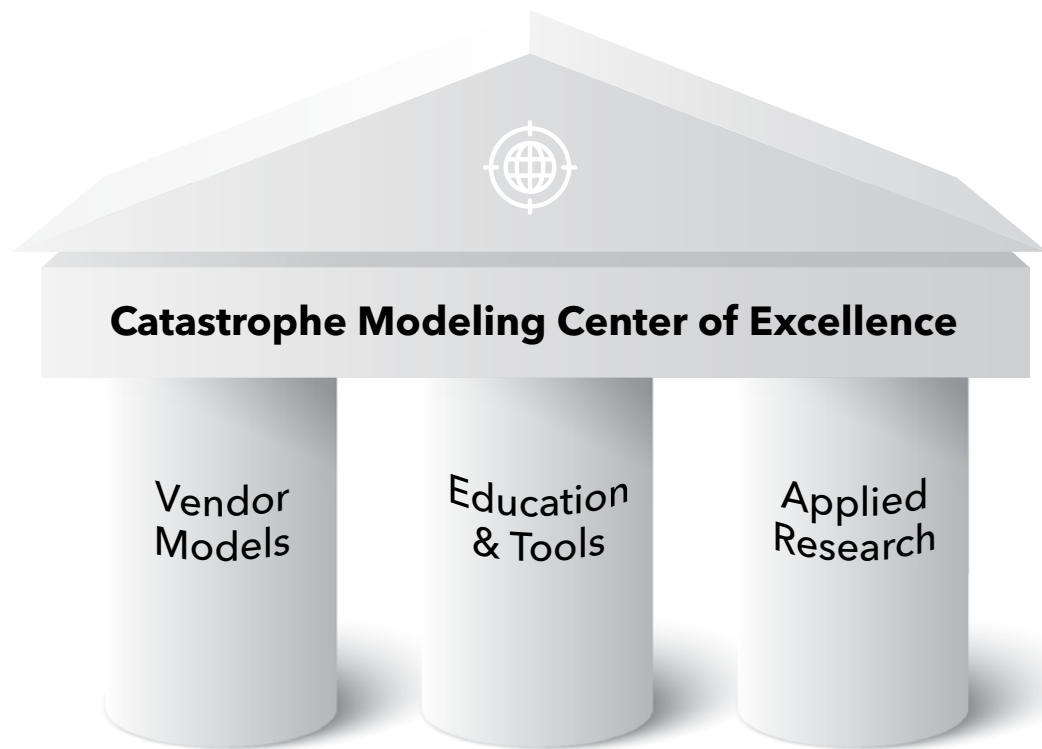 Catastrophe Modeling Center of Excellence
Vendor
Models
Education
& Tools
Applied
Research